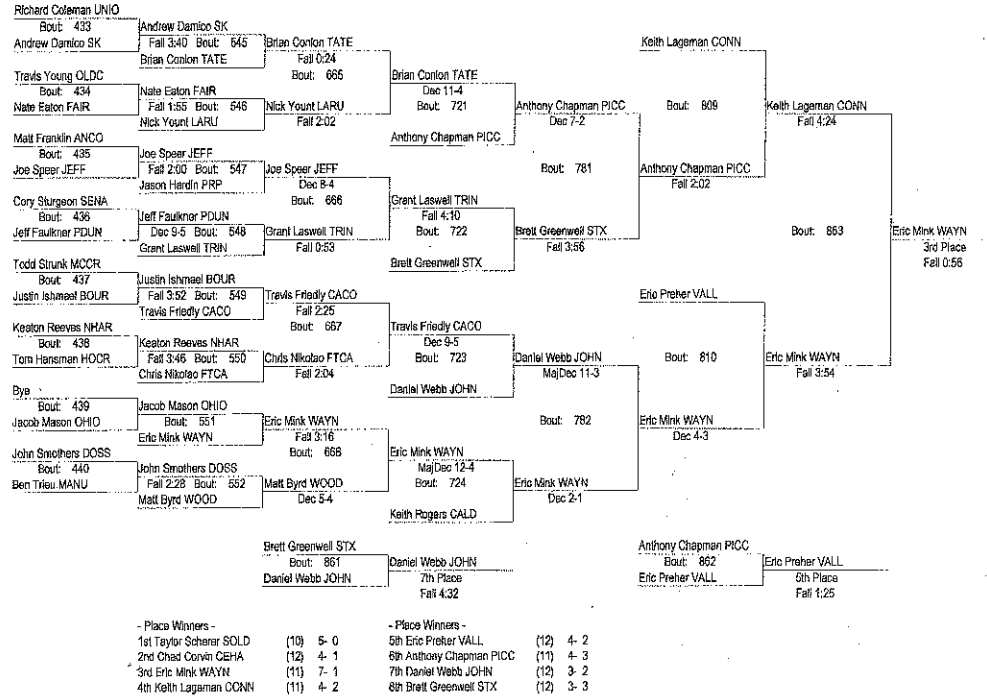 Richard Coleman UNIO
Bout: 433
Andrew Damico SK
Travis Young OLDC
Bout: 434
Nate Eaton FAIR
Matt Franklin ANCO
Bout: 435
Joe Speer JEFF
Cory Sturgeon SENA
Bout: 436
Jeff Faulkner PDUN
Todd Strunk MCCR
Bout: 437
Justin Ishmael BOUR
Keaton Reeves NHAR
Bout: 438
Tom Hansman HOCR
Bye
Bout: 439
Jacob Mason OHIO
John Smothers DOSS
Bout: 440
Ben Trieu MANU
Andrew Damico SK
Fall 3:40 Bout: 545
Brian Conlon TATE
Nate Eaton FAIR
Fall 1:55 Bout: 546
Nick Yount LARU
Joe Speer JEFF
Fall 2:00 Bout: 547
Jason Hardin PRP
Jeff Faulkner PDUN
Dec 9-5 Bout: 548
Grant Laswell TRIN
Justin Ishmael BOUR
Fall 3:52 Bout: 549
Travis Friedly CACO
Keaton Reeves NHAR
Fall 3:46 Bout: 550
Chris Nikolao FTCA
Jacob Mason OHIO
Bout: 551
Eric Mink WAYN
John Smothers DOSS
Fall 2:28 Bout: 552
Matt Byrd WOOD
Brian Conlon TATE
Fall 0:24
Bout: 665
Nick Yount LARU
Fall 2:02
Joe Speer JEFF
Dec 8-4
Bout: 666
Grant Laswell TRIN
Fall 0:53
Travis Friedly CACO
Fall 2:25
Bout: 667
Chris Nikolao FTCA
Fall 2:04
Eric Mink WAYN
Fall 3:16
Bout: 668
Matt Byrd WOOD
Dec 5-4
Brian Conlon TATE
Dec 11-4
Bout: 721
Anthony Chapman PICC
Grant Laswell TRIN
Fall 4:10
Bout: 722
Brett Greenwell STX
Travis Friedly CACO
Dec 9-5
Bout: 723
Daniel Webb JOHN
Eric Mink WAYN
MajDec 12-4
Bout: 724
Keith Rogers CALD
Anthony Chapman PICC
Dec 7-2
Bout: 781
Brett Greenwell STX
Fall 3:56
Daniel Webb JOHN
MajDec 11-3
Bout: 782
Eric Mink WAYN
Dec 2-1
Keith Lageman CONN
Bout: 809
Anthony Chapman PICC
Fall 2:02
Eric Preher VALL
Bout: 810
Eric Mink WAYN
Dec 4-3
Keith Lageman CONN
Fall 4:24
Bout: 863
Eric Mink WAYN
Fall 3:54
Eric Mink WAYN
3rd Place
Fall 0:56
Brett Greenwell STX
Bout: 861
Daniel Webb JOHN
Daniel Webb JOHN
7th Place
Fall 4:32
Anthony Chapman PICC
Bout: 862
Eric Preher VALL
Eric Preher VALL
5th Place
Fall 1:25
- Place Winners -
1st Taylor Scherer SOLD (10) 5- 0
2nd Chad Corvin CEHA (12) 4- 1
3rd Eric Mink WAYN (11) 7- 1
4th Keith Lageman CONN (11) 4- 2
- Place Winners -
5th Eric Preher VALL (12) 4- 2
6th Anthony Chapman PICC (11) 4- 3
7th Daniel Webb JOHN (12) 3- 2
8th Brett Greenwell STX (12) 3- 3